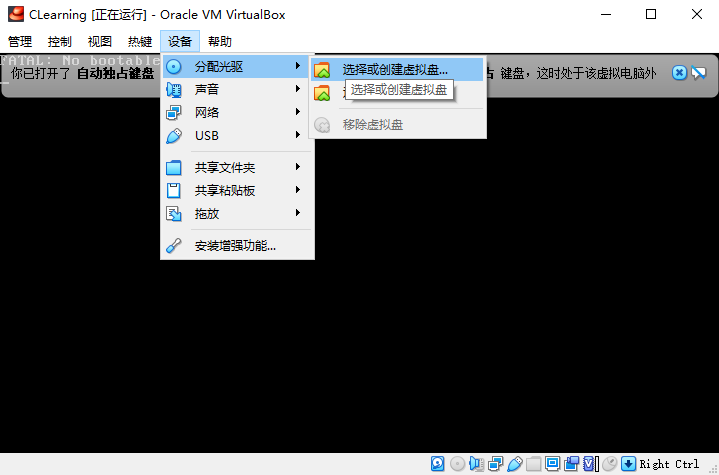 CLearning [正在运行] - Oracle VM VirtualBox
管理 控制 视图 热键 设备 帮助
FATAL: No bootable
你已打开了 自动独占键盘
键盘，这时处于该虚拟电脑外
分配光驱
声音
网络
USB
共享文件夹
共享粘贴板
拖放
安装增强功能...
选择或创建虚拟盘...
选择或创建虚拟盘
移除虚拟盘
Right Ctrl